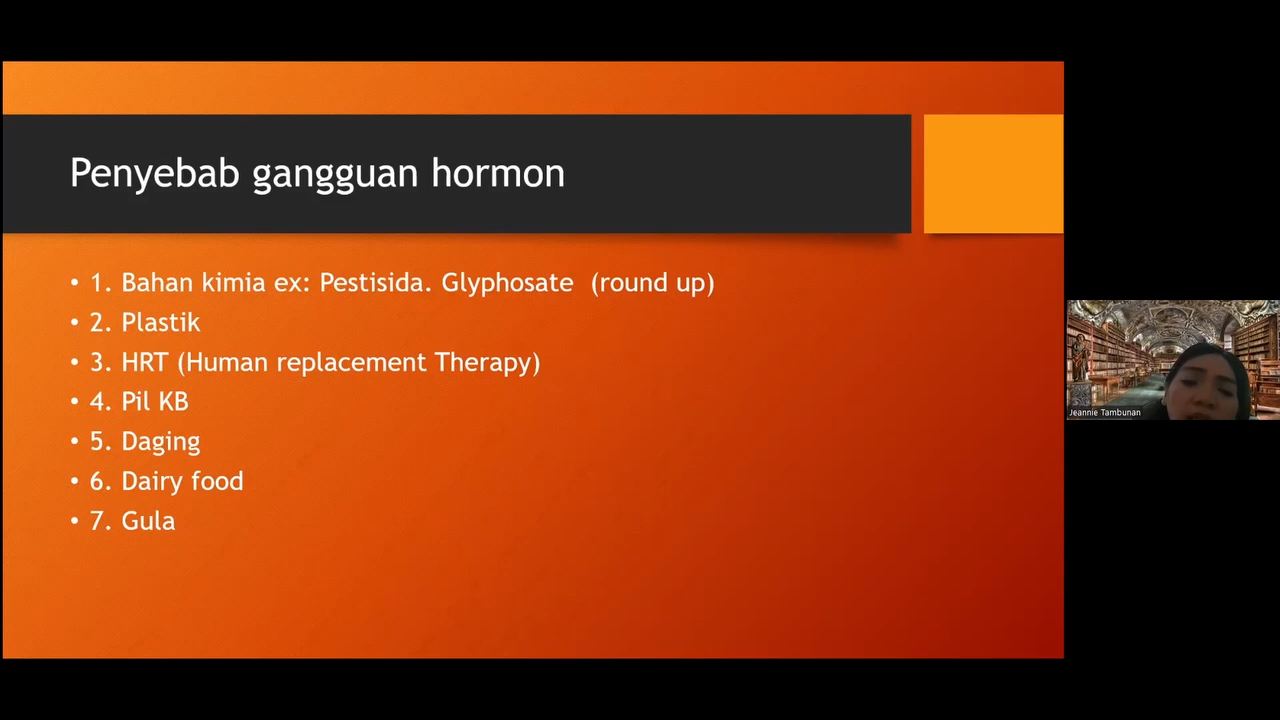 Penyebab gangguan hormon
• 1. Bahan kimia ex: Pestisida. Glyphosate (round up)
• 2. Plastik
• 3. HRT (Human replacement Therapy)
• 4. Pil KB
• 5. Daging
• 6. Dairy food
• 7. Gula
Jeannie Tambunan